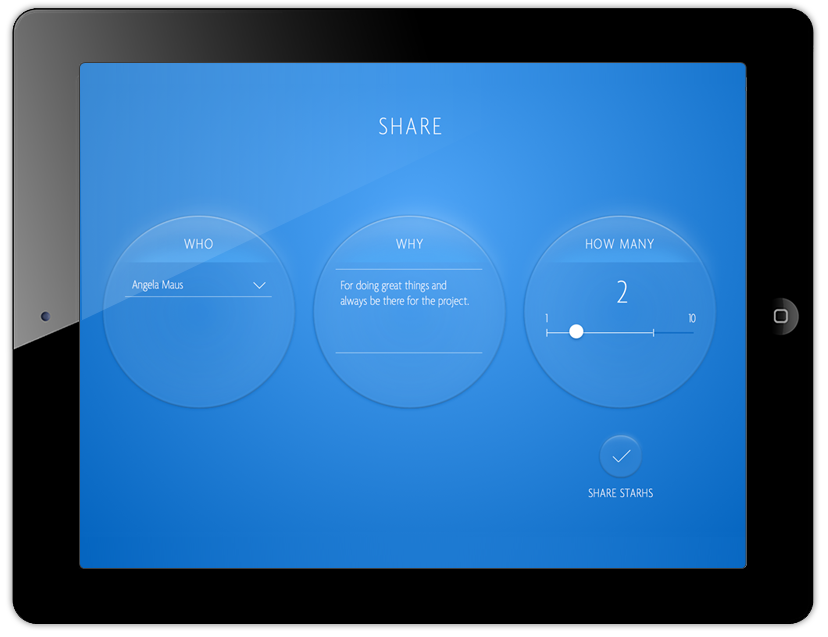 SHARE
WHO
Angela Maus
WHY
For doing great things and
always be there for the project.
HOW MANY
2
1
10
SHARE STARHS